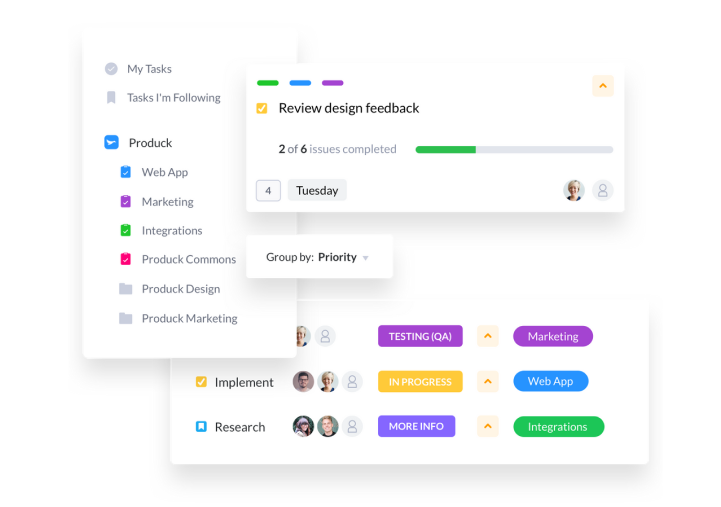 My Tasks
Tasks I'm Following
Produck
Web App
Marketing
Integrations
Produck Commons
Produck Design
Produck Marketing
Review design feedback
2 of 6 issues completed
4 Tuesday
Group by: Priority
TESTING (QA) Marketing
Implement IN PROGRESS Web App
Research MORE INFO Integrations